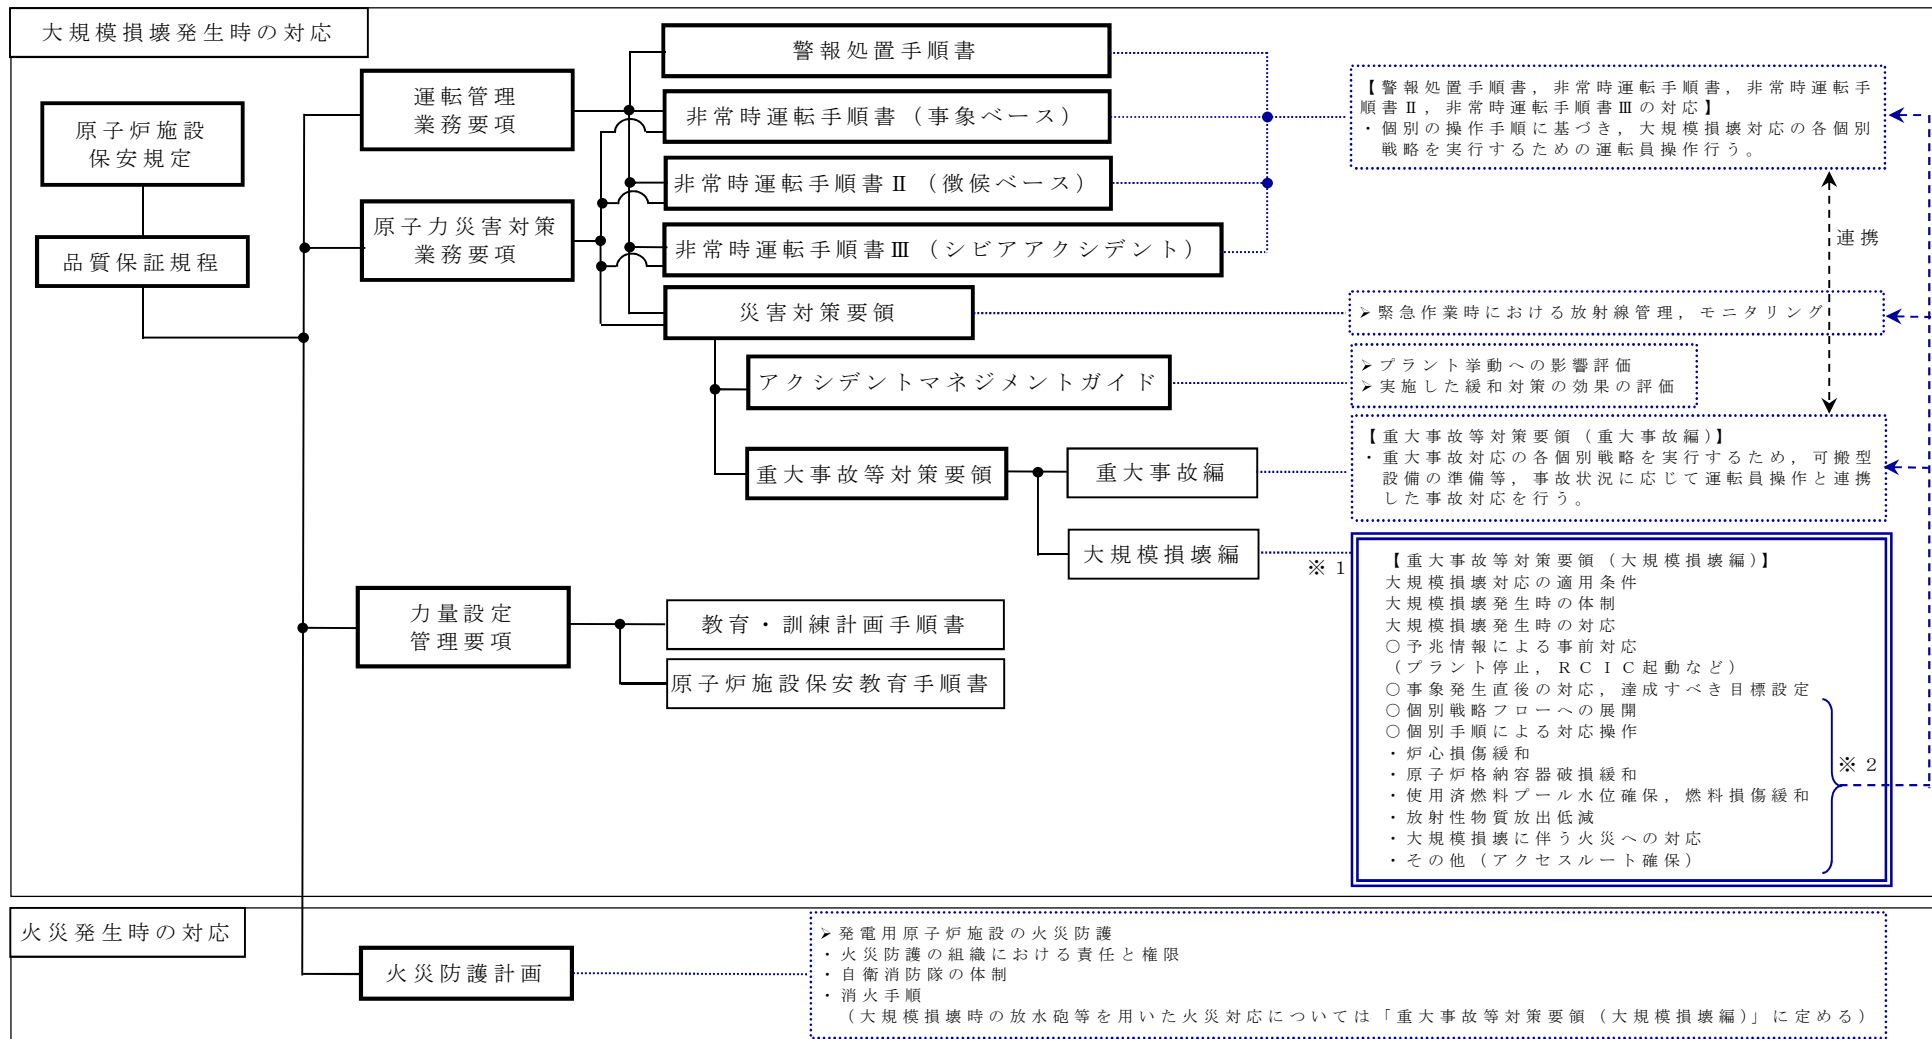 大規模損壊発生時の対応
原子炉施設
保安規定
品質保証規程
運転管理
業務要項
原子力災害対策
業務要項
警報処置手順書
非常時運転手順書（事象ベース）
非常時運転手順書Ⅱ（徴候ベース）
非常時運転手順書Ⅲ（シビアアクシデント）
災害対策要領
アクシデントマネジメントガイド
重大事故等対策要領
重大事故編
大規模損壊編
※１
力量設定
管理要項
教育・訓練計画手順書
原子炉施設保安教育手順書
【警報処置手順書，非常時運転手順書，非常時運転手
順書Ⅱ，非常時運転手順書Ⅲの対応】
・個別の操作手順に基づき，大規模損壊対応の各個別
戦略を実行するための運転員操作行う。
連携
➢緊急作業時における放射線管理，モニタリング
➢プラント挙動への影響評価
➢実施した緩和対策の効果の評価
【重大事故等対策要領（重大事故編）】
・重大事故対応の各個別戦略を実行するため，可搬型
設備の準備等，事故状況に応じて運転員操作と連携
した事故対応を行う。
【重大事故等対策要領（大規模損壊編）】
大規模損壊対応の適用条件
大規模損壊発生時の体制
大規模損壊発生時の対応
○予兆情報による事前対応
（プラント停止，ＲＣＩＣ起動など）
○事象発生直後の対応，達成すべき目標設定
○個別戦略フローへの展開
○個別手順による対応操作
・炉心損傷緩和
・原子炉格納容器破損緩和
・使用済燃料プール水位確保，燃料損傷緩和
・放射性物質放出低減
・大規模損壊に伴う火災への対応
・その他（アクセスルート確保）
※２
火災発生時の対応
火災防護計画
➢発電用原子炉施設の火災防護
・火災防護の組織における責任と権限
・自衛消防隊の体制
・消火手順
（大規模損壊時の放水砲等を用いた火災対応については「重大事故等対策要領（大規模損壊編）」に定める）